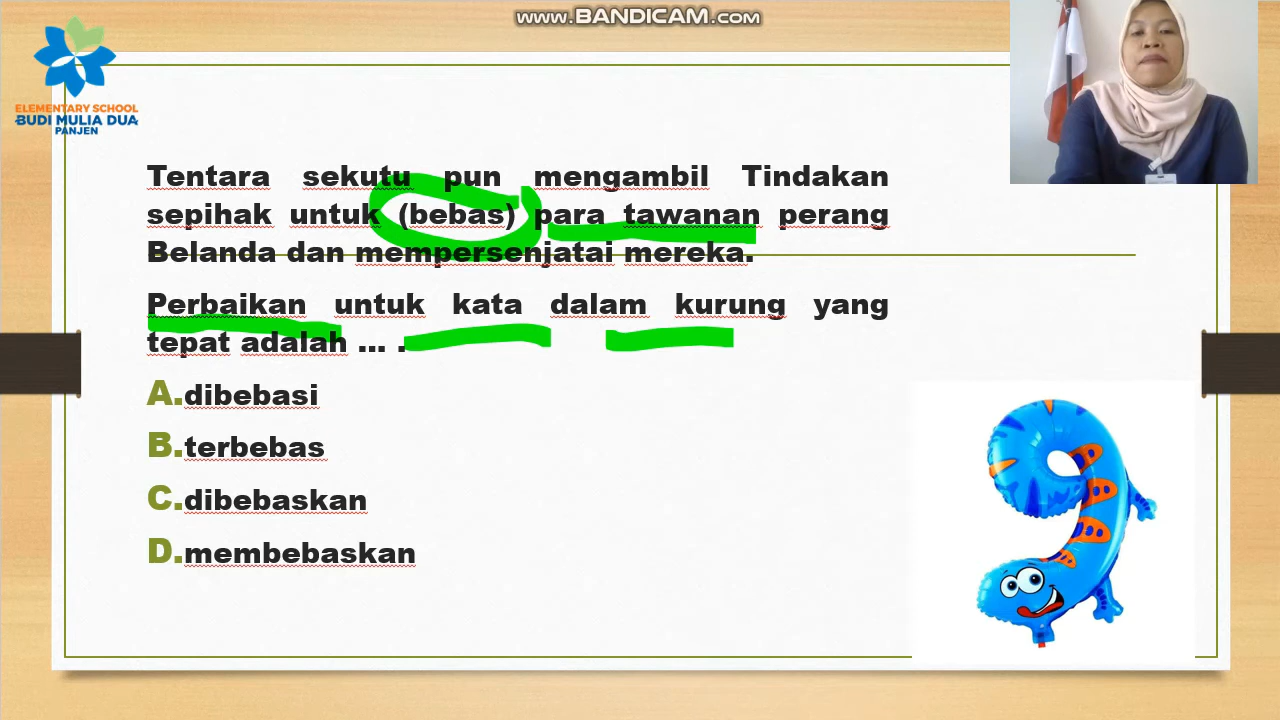 www.BANDICAM.com
ELEMENTARY SCHOOL
BUDI MULIA DUA
PANJEN
Tentara sekutu pun mengambil Tindakan
sepihak untuk (bebas) para tawanan perang
Belanda dan mempersenjatai mereka.
Perbaikan untuk kata dalam kurung yang
tepat adalah ... .
A.dibebasi
B.terbebas
C.dibebaskan
D.membebaskan